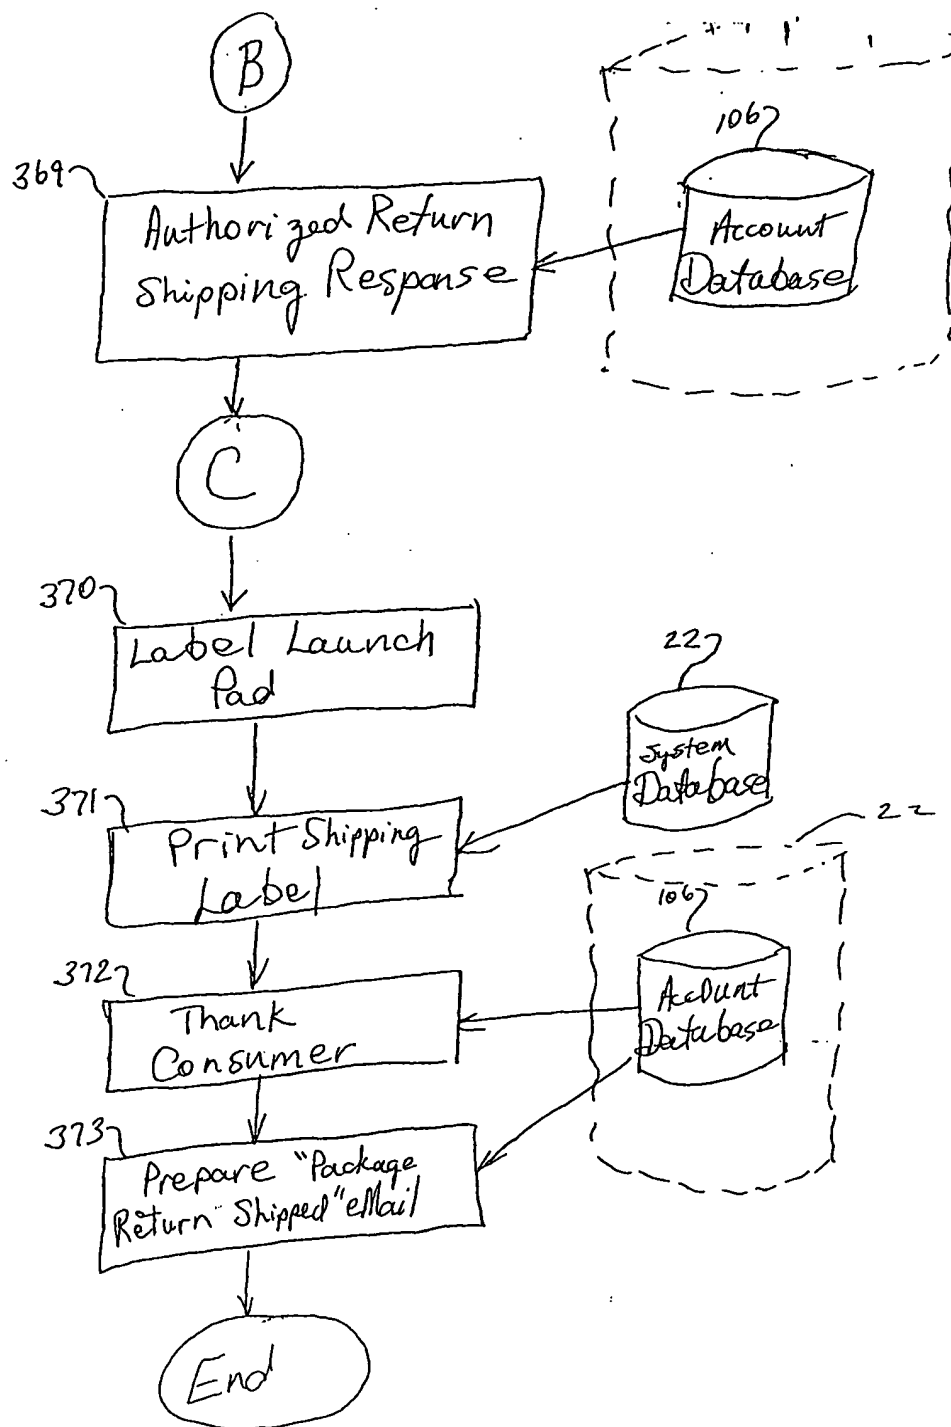 B
106
369
Authorized Return
Shipping Response
Account
Database
C
370
Label Launch
Pad
22
System
Database
371
Print Shipping
Label
22
106
Account
Database
372
Thank
Consumer
373
Prepare "Package
Return Shipped" eMail
End